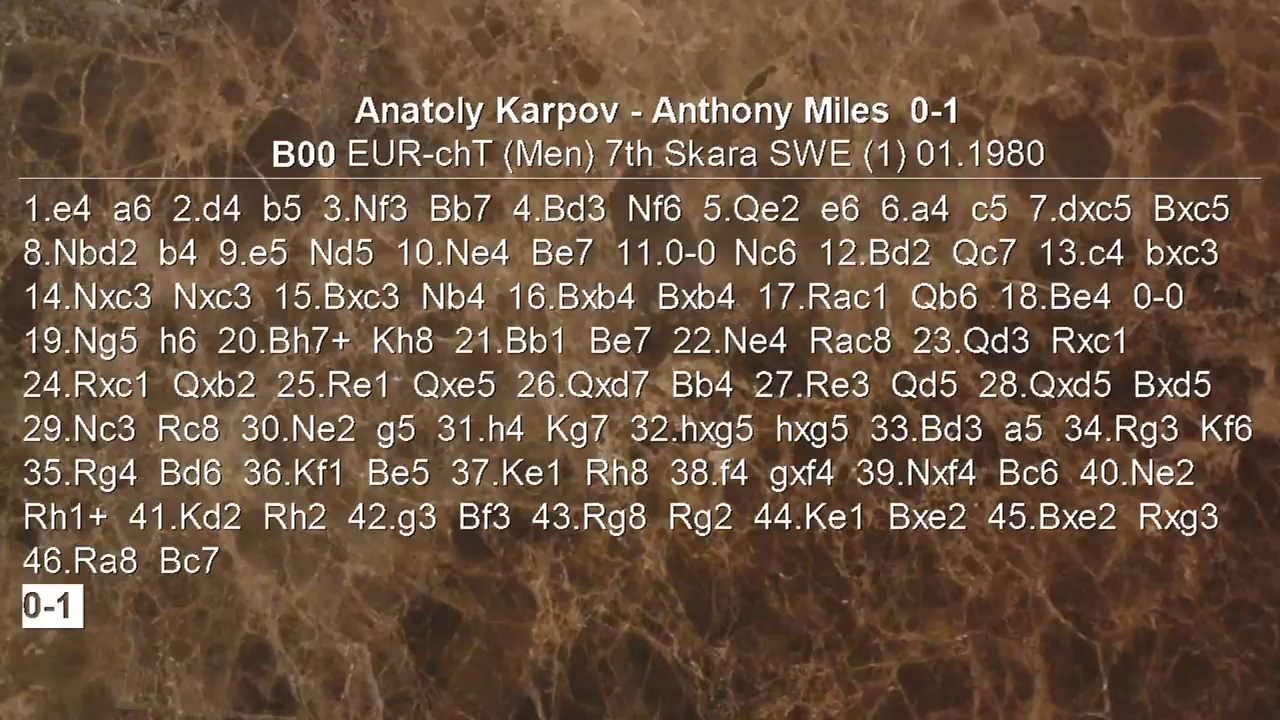 Anatoly Karpov - Anthony Miles 0-1
B00 EUR-chT (Men) 7th Skara SWE (1) 01.1980
1.e4 a6 2.d4 b5 3.Nf3 Bb7 4.Bd3 Nf6 5.Qe2 e6 6.a4 c5 7.dxc5 Bxc5
8.Nbd2 b4 9.e5 Nd5 10.Ne4 Be7 11.0-0 Nc6 12.Bd2 Qc7 13.c4 bxc3
14.Nxc3 Nxc3 15.Bxc3 Nb4 16.Bxb4 Bxb4 17.Rac1 Qb6 18.Be4 0-0
19.Ng5 h6 20.Bh7+ Kh8 21.Bb1 Be7 22.Ne4 Rac8 23.Qd3 Rxc1
24.Rxc1 Qxb2 25.Re1 Qxe5 26.Qxd7 Bb4 27.Re3 Qd5 28.Qxd5 Bxd5
29.Nc3 Rc8 30.Ne2 g5 31.h4 Kg7 32.hxg5 hxg5 33.Bd3 a5 34.Rg3 Kf6
35.Rg4 Bd6 36.Kf1 Be5 37.Ke1 Rh8 38.f4 gxf4 39.Nxf4 Bc6 40.Ne2
Rh1+ 41.Kd2 Rh2 42.g3 Bf3 43.Rg8 Rg2 44.Ke1 Bxe2 45.Bxe2 Rxg3
46.Ra8 Bc7
0-1